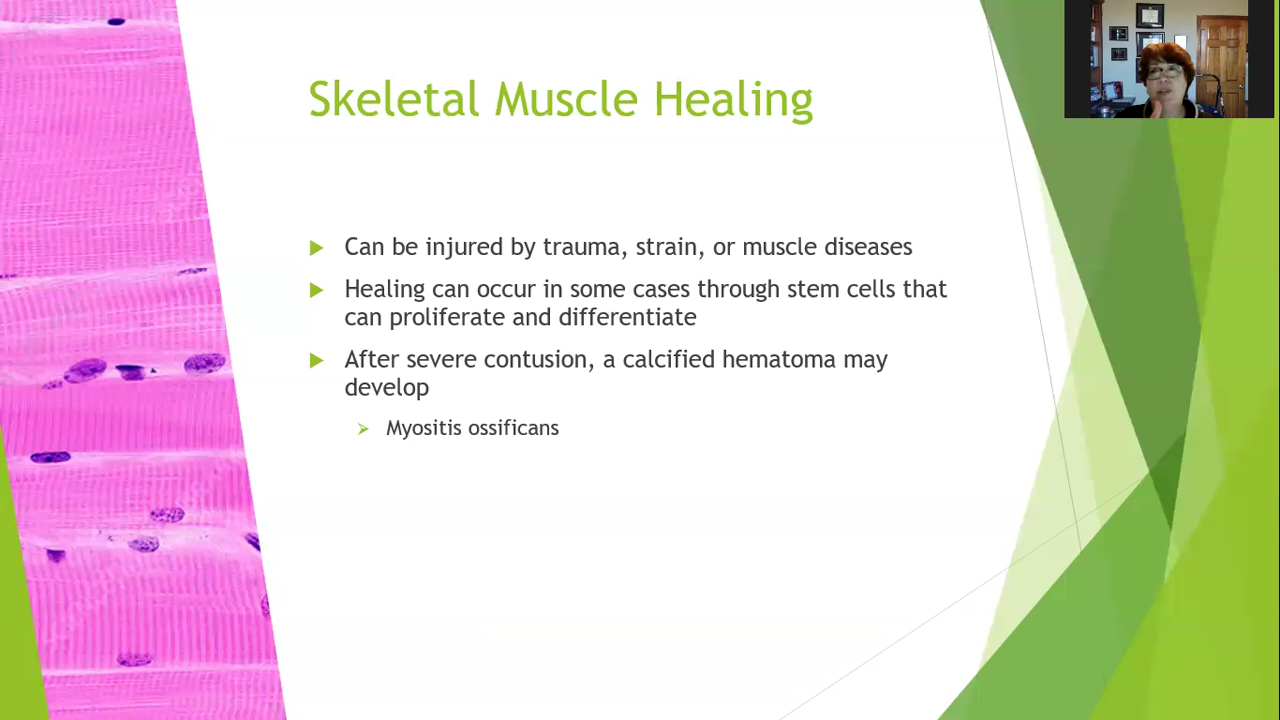 Skeletal Muscle Healing
Can be injured by trauma, strain, or muscle diseases
Healing can occur in some cases through stem cells that
can proliferate and differentiate
After severe contusion, a calcified hematoma may
develop
Myositis ossificans